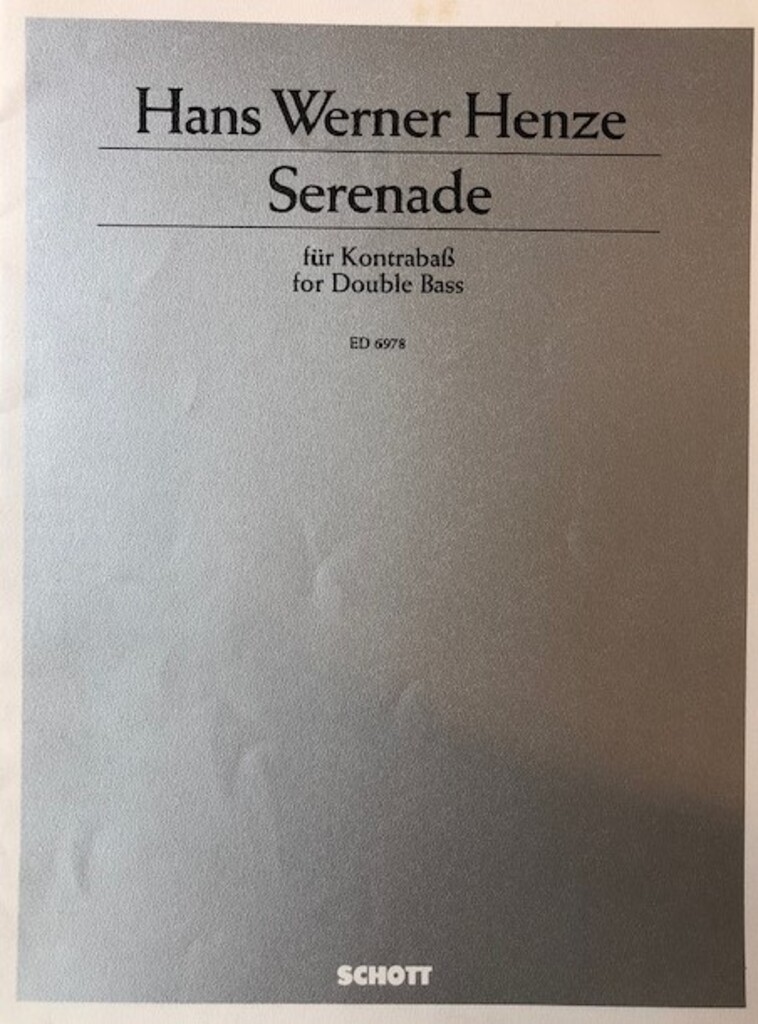 Hans Werner Henze
Serenade
für Kontrabaß
for Double Bass
ED 6978
SCHOTT